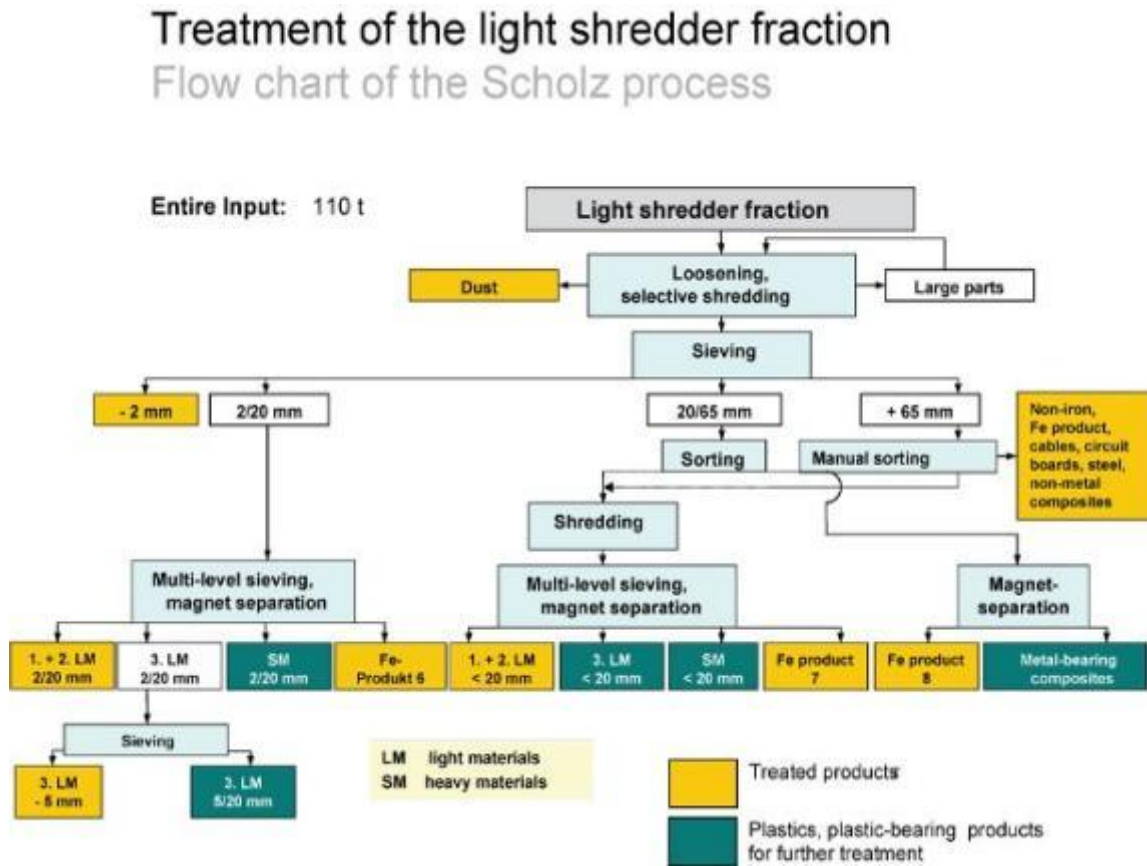 Treatment of the light shredder fraction
Flow chart of the Scholz process
Entire Input: 110 t
Light shredder fraction
Dust
Loosening,
selective shredding
Large parts
Sieving
- 2 mm
2/20 mm
20/65 mm
+ 65 mm
Non-iron,
Fe product,
cables, circuit
boards, steel,
non-metal
composites
Sorting
Manual sorting
Shredding
Multi-level sieving,
magnet separation
Multi-level sieving,
magnet separation
Magnet-
separation
1. + 2. LM
2/20 mm
3. LM
2/20 mm
SM
2/20 mm
Fe-
Produkt 6
1. + 2. LM
< 20 mm
3. LM
< 20 mm
SM
< 20 mm
Fe product
7
Fe product
8
Metal-bearing
composites
Sieving
3. LM
- 5 mm
3. LM
5/20 mm
LM light materials
SM heavy materials
Treated products
Plastics, plastic-bearing products
for further treatment